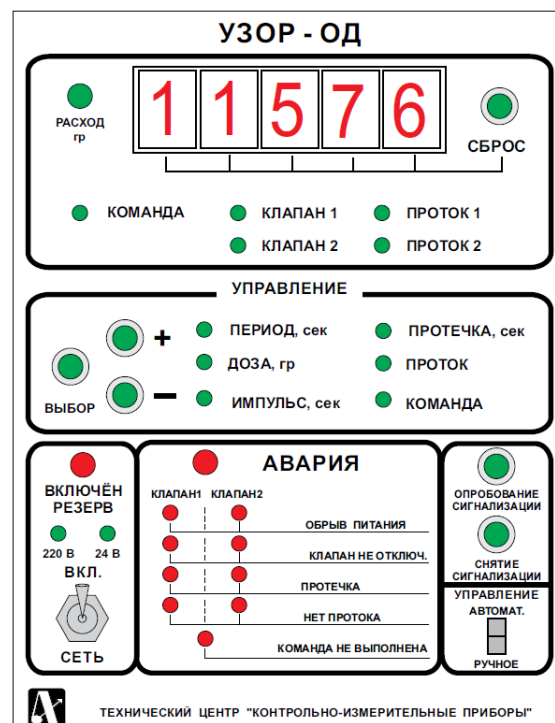 УЗОР - ОД
РАСХОД
гр
11576
СБРОС
КОМАНДА
КЛАПАН 1
ПРОТОК 1
КЛАПАН 2
ПРОТОК 2
УПРАВЛЕНИЕ
+
ПЕРИОД, сек
ПРОТЕЧКА, сек
ДОЗА, гр
ПРОТОК
ВЫБОР
−
ИМПУЛЬС, сек
КОМАНДА
ВКЛЮЧЁН
РЕЗЕРВ
220 В
24 В
ВКЛ.
СЕТЬ
АВАРИЯ
КЛАПАН1
КЛАПАН2
ОБРЫВ ПИТАНИЯ
КЛАПАН НЕ ОТКЛЮЧ.
ПРОТЕЧКА
НЕТ ПРОТОКА
КОМАНДА НЕ ВЫПОЛНЕНА
ОПРОБОВАНИЕ
СИГНАЛИЗАЦИИ
СНЯТИЕ
СИГНАЛИЗАЦИИ
УПРАВЛЕНИЕ
АВТОМАТ.
РУЧНОЕ
ТЕХНИЧЕСКИЙ ЦЕНТР "КОНТРОЛЬНО-ИЗМЕРИТЕЛЬНЫЕ ПРИБОРЫ"